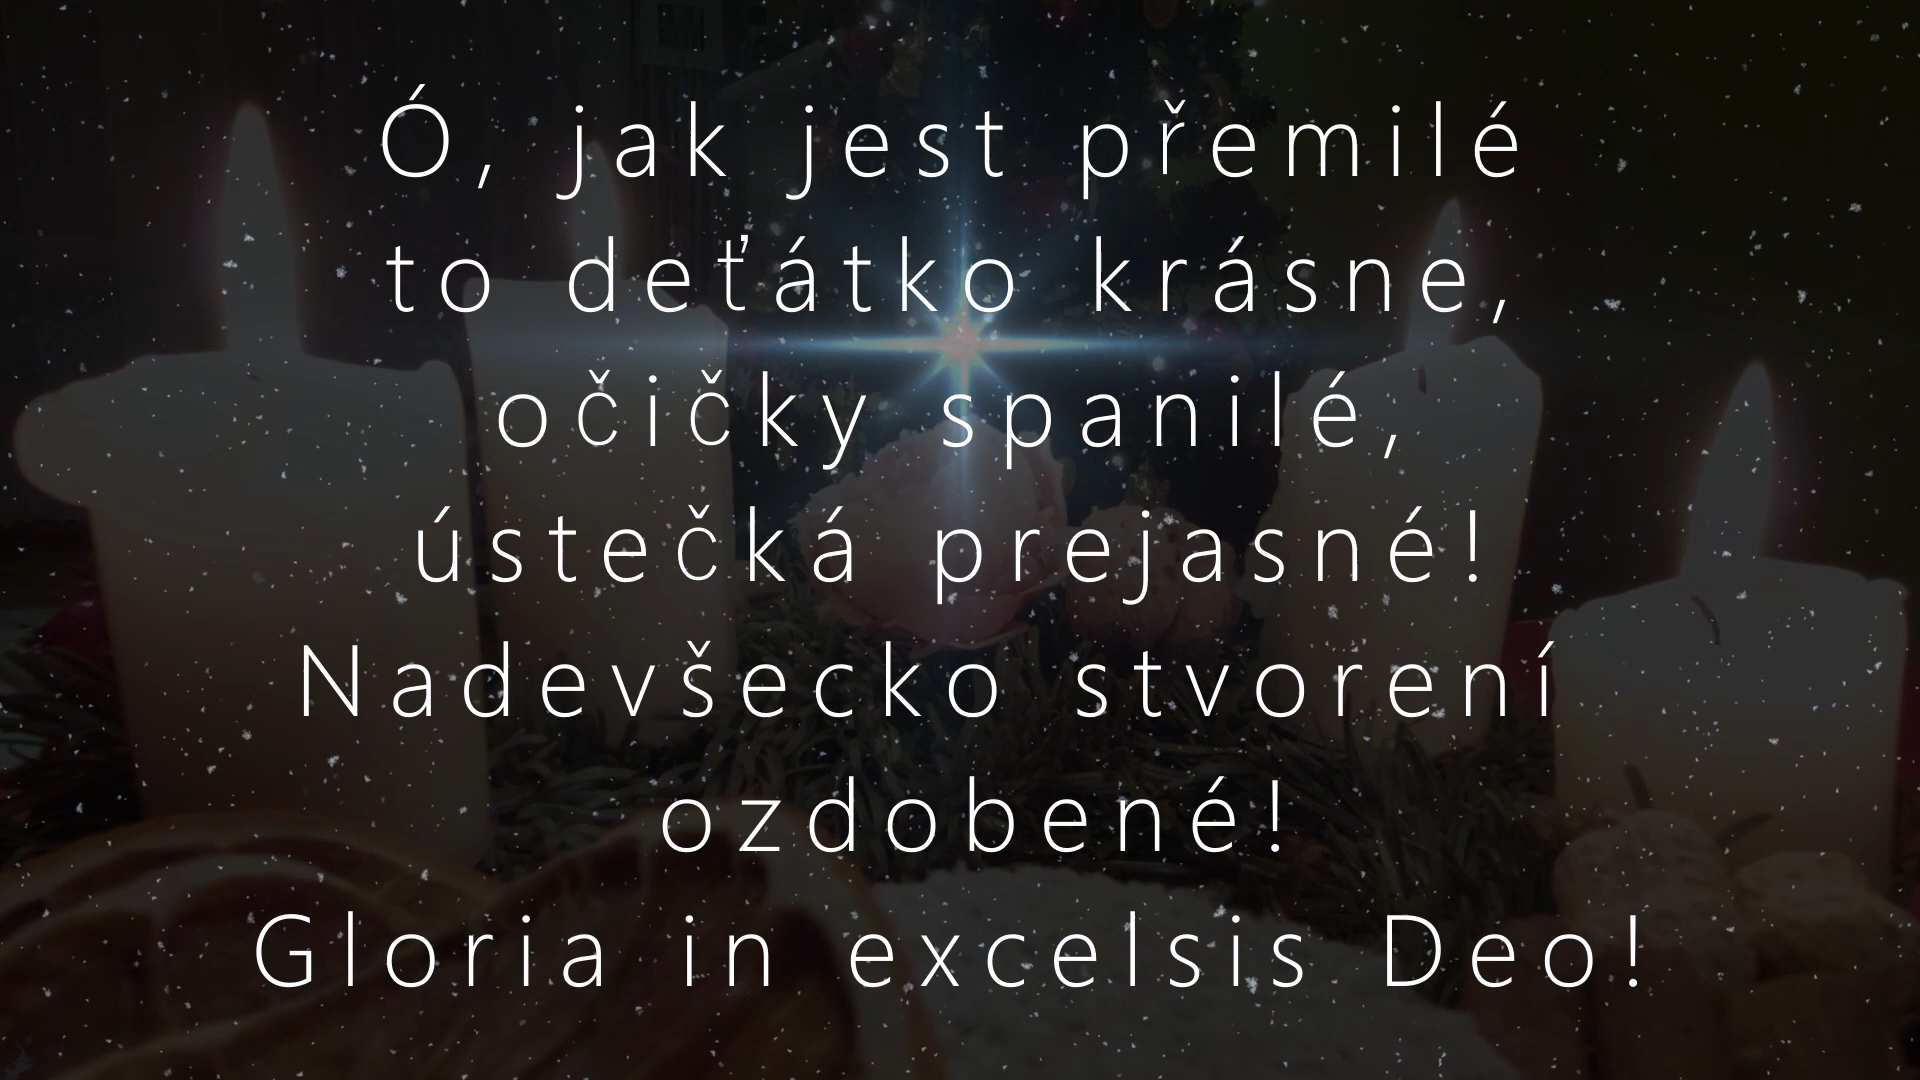 Ó, jak jest přemilé
to deťátko krásne,
očičky spanilé,
ústečká prejasné!
Nadevšecko stvorení
ozdobené!
Gloria in excelsis Deo!